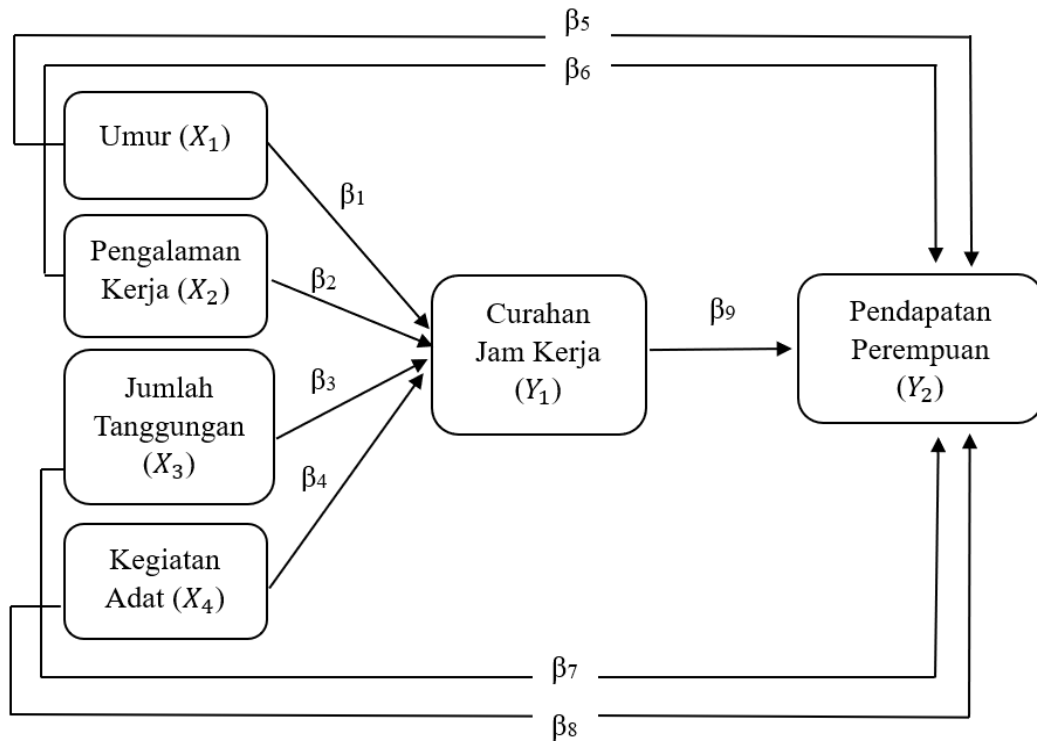 β5
β6
Umur (X1)
β1
Pengalaman
Kerja (X2)
β2
Curahan
Jam Kerja
(Y1)
β9
Pendapatan
Perempuan
(Y2)
Jumlah
Tanggungan
(X3)
β3
β4
Kegiatan
Adat (X4)
β7
β8